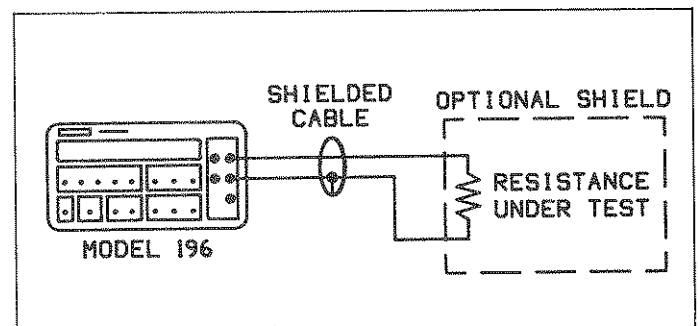 SHIELDED
CABLE
OPTIONAL SHIELD
RESISTANCE
UNDER TEST
MODEL 196